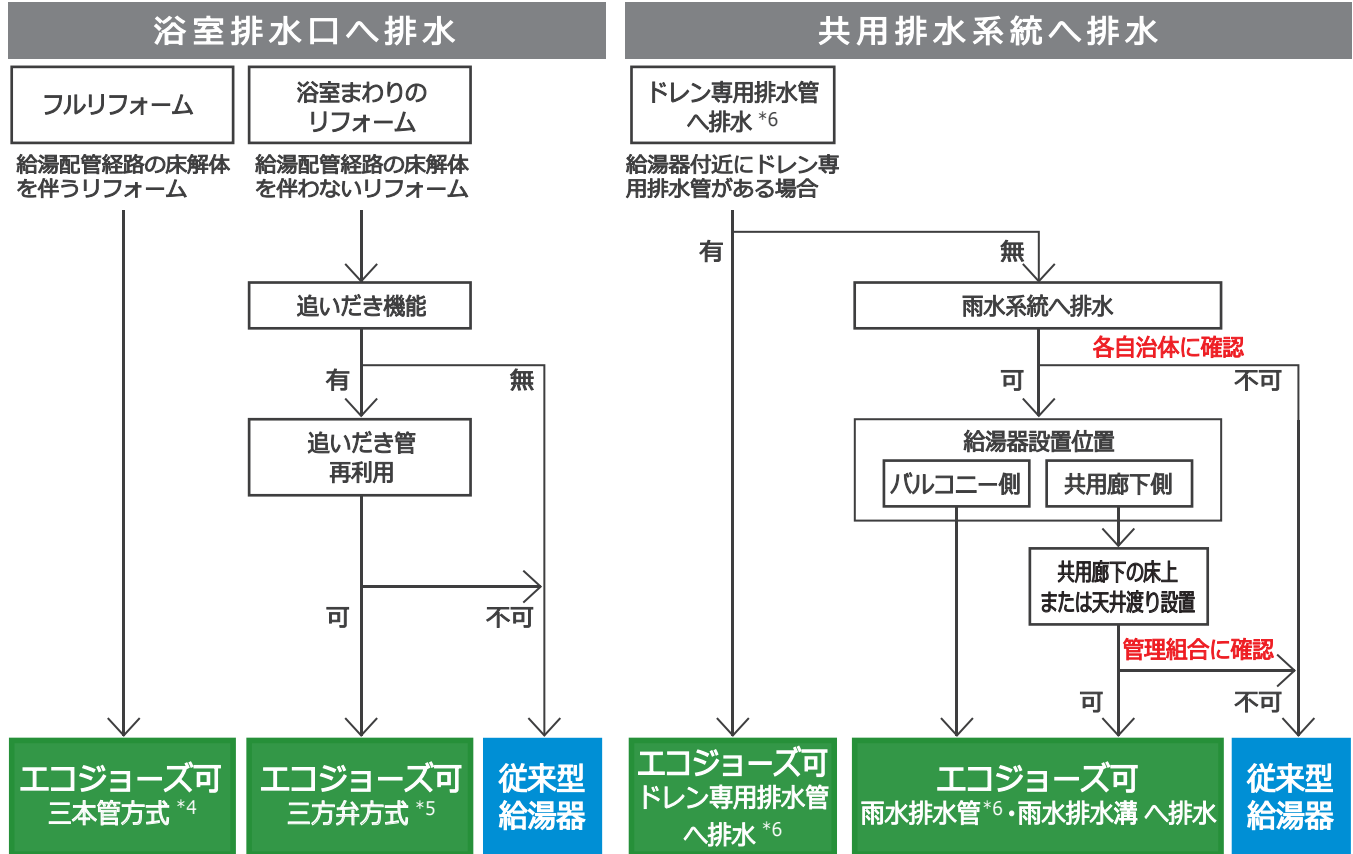 浴室排水口へ排水
フルリフォーム
給湯配管経路の床解体
を伴うリフォーム
浴室まわりの
リフォーム
給湯配管経路の床解体
を伴わないリフォーム
追いだき機能
有
無
追いだき管
再利用
可
不可
エコジョーズ可
三本管方式 *4
エコジョーズ可
三方弁方式 *5
従来型
給湯器
共用排水系統へ排水
ドレン専用排水管
へ排水 *6
給湯器付近にドレン専
用排水管がある場合
有
無
雨水系統へ排水
各自治体に確認
可
不可
給湯器設置位置
バルコニー側
共用廊下側
共用廊下の床上
または天井渡り設置
管理組合に確認
可
不可
エコジョーズ可
ドレン専用排水管
へ排水 *6
エコジョーズ可
雨水排水管*6・雨水排水溝 へ排水
従来型
給湯器